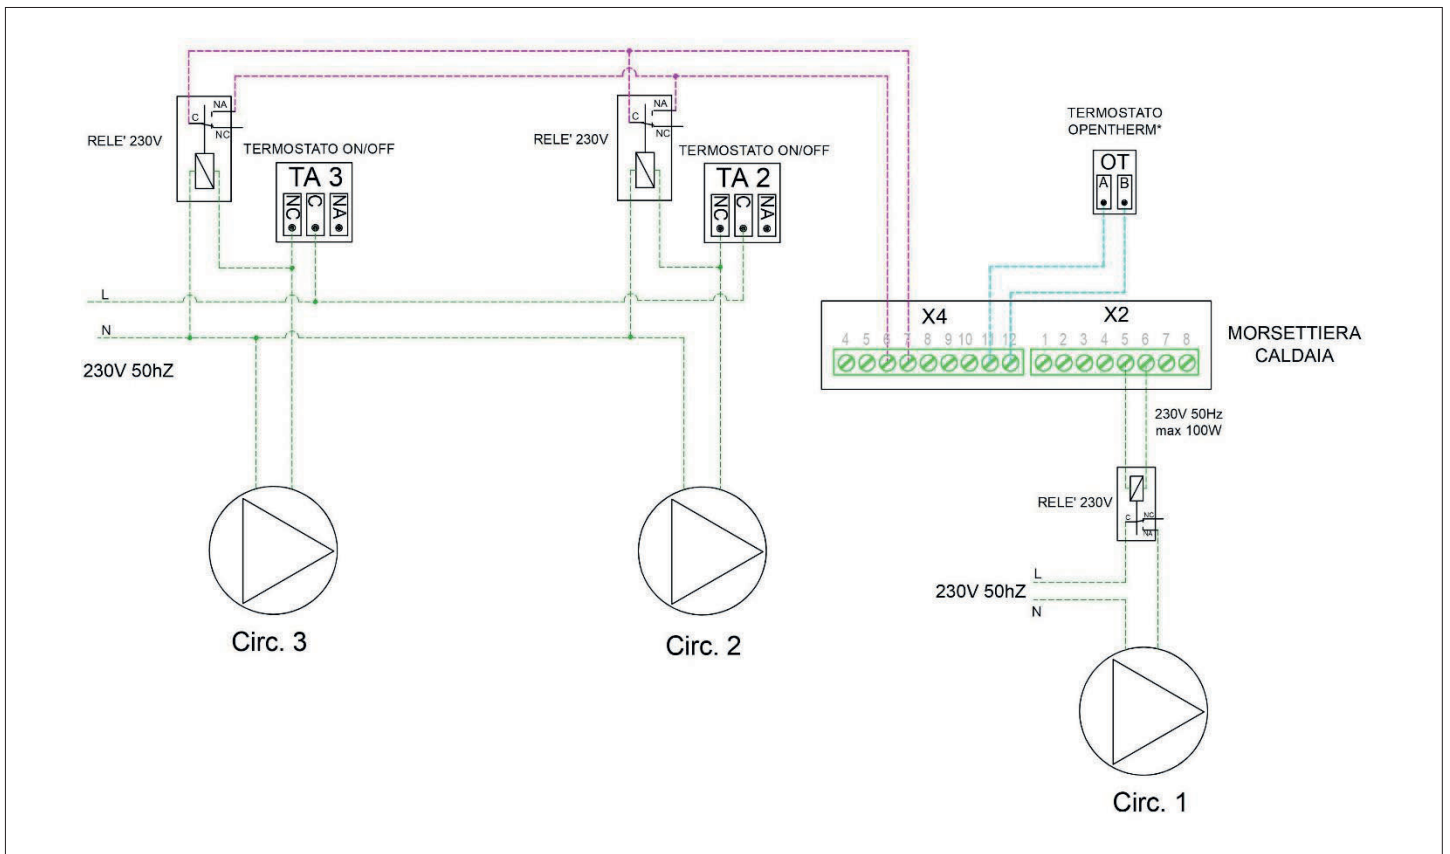 NA
C
NC
RELE' 230V
TERMOSTATO ON/OFF
TA 3
NC C NA
NA
C
NC
RELE' 230V
TERMOSTATO ON/OFF
TA 2
NC C NA
TERMOSTATO
OPENTHERM*
OT
A B
L
N
230V 50hZ
X4 X2
4 5 6 7 8 9 10 11 12 1 2 3 4 5 6 7 8
MORSETTIERA
CALDAIA
230V 50Hz
max 100W
RELE' 230V
C NC
NA
L
230V 50hZ
N
Circ. 3
Circ. 2
Circ. 1